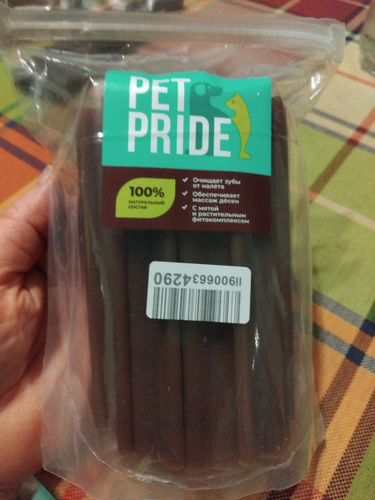 PET
PRIDE
100%
НАТУРАЛЬНЫЙ
СОСТАВ
Очищает зубы
от налёта
Обеспечивает
массаж дёсен
С мятой
и растительным
фитокомплексом
ii9006634290